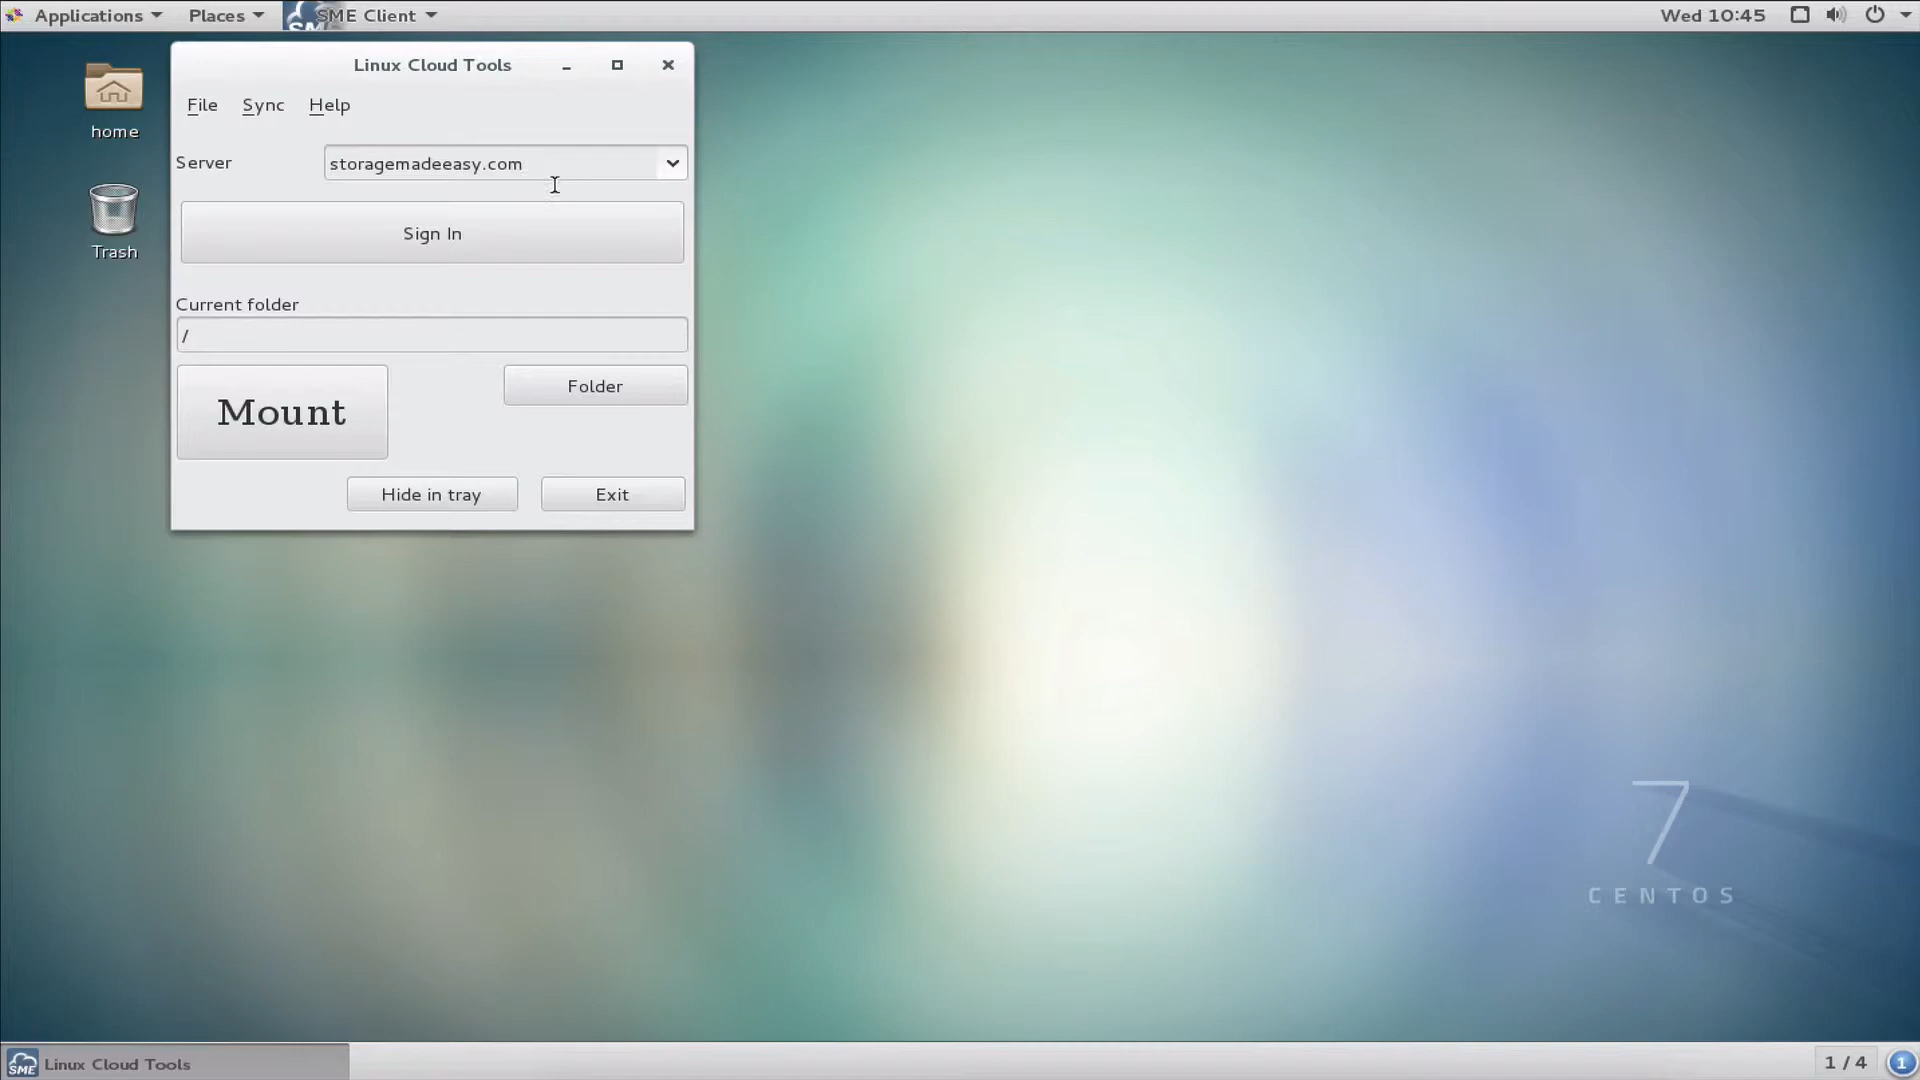 Applications Places SME Client Wed 10:45
home
Trash
Linux Cloud Tools
File Sync Help
Server storagemadeeasy.com
Sign In
Current folder
/
Mount
Folder
Hide in tray Exit
7
CENTOS
SME Linux Cloud Tools 1 / 4 1